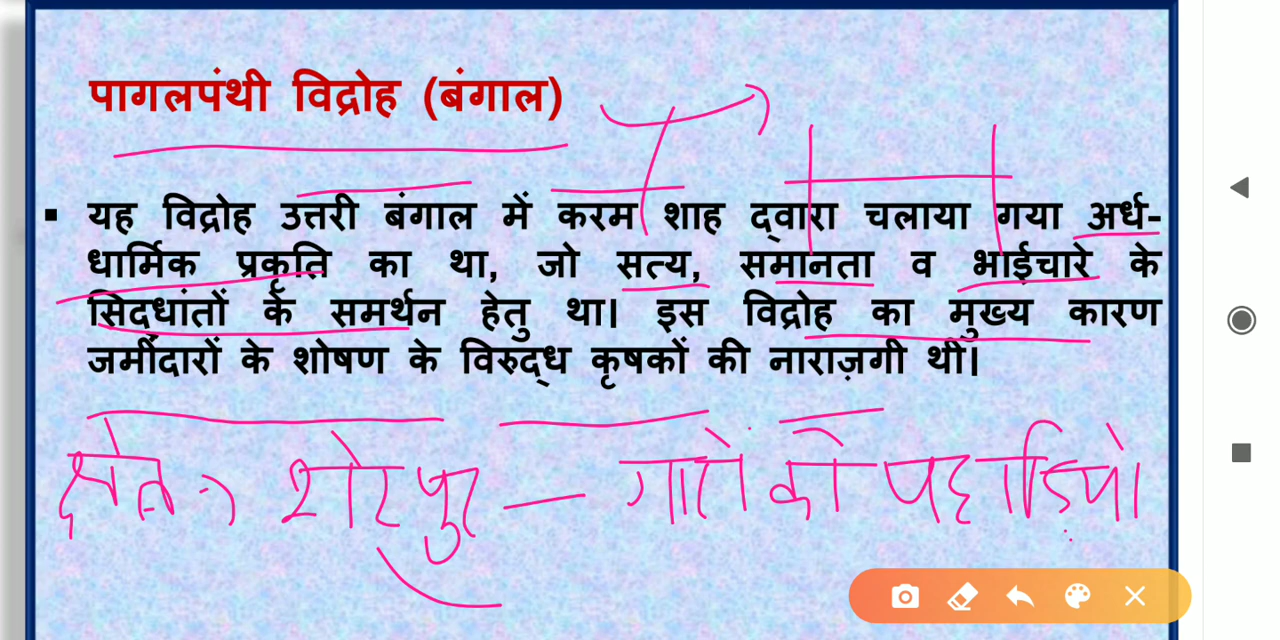 पागलपंथी विद्रोह (बंगाल)
▪ यह विद्रोह उत्तरी बंगाल में करम शाह द्वारा चलाया गया अर्ध-
धार्मिक प्रकृति का था, जो सत्य, समानता व भाईचारे के
सिद्धांतों के समर्थन हेतु था। इस विद्रोह का मुख्य कारण
जमींदारों के शोषण के विरुद्ध कृषकों की नाराज़गी थी।
शेरपुर — गारो की पहाड़ियो